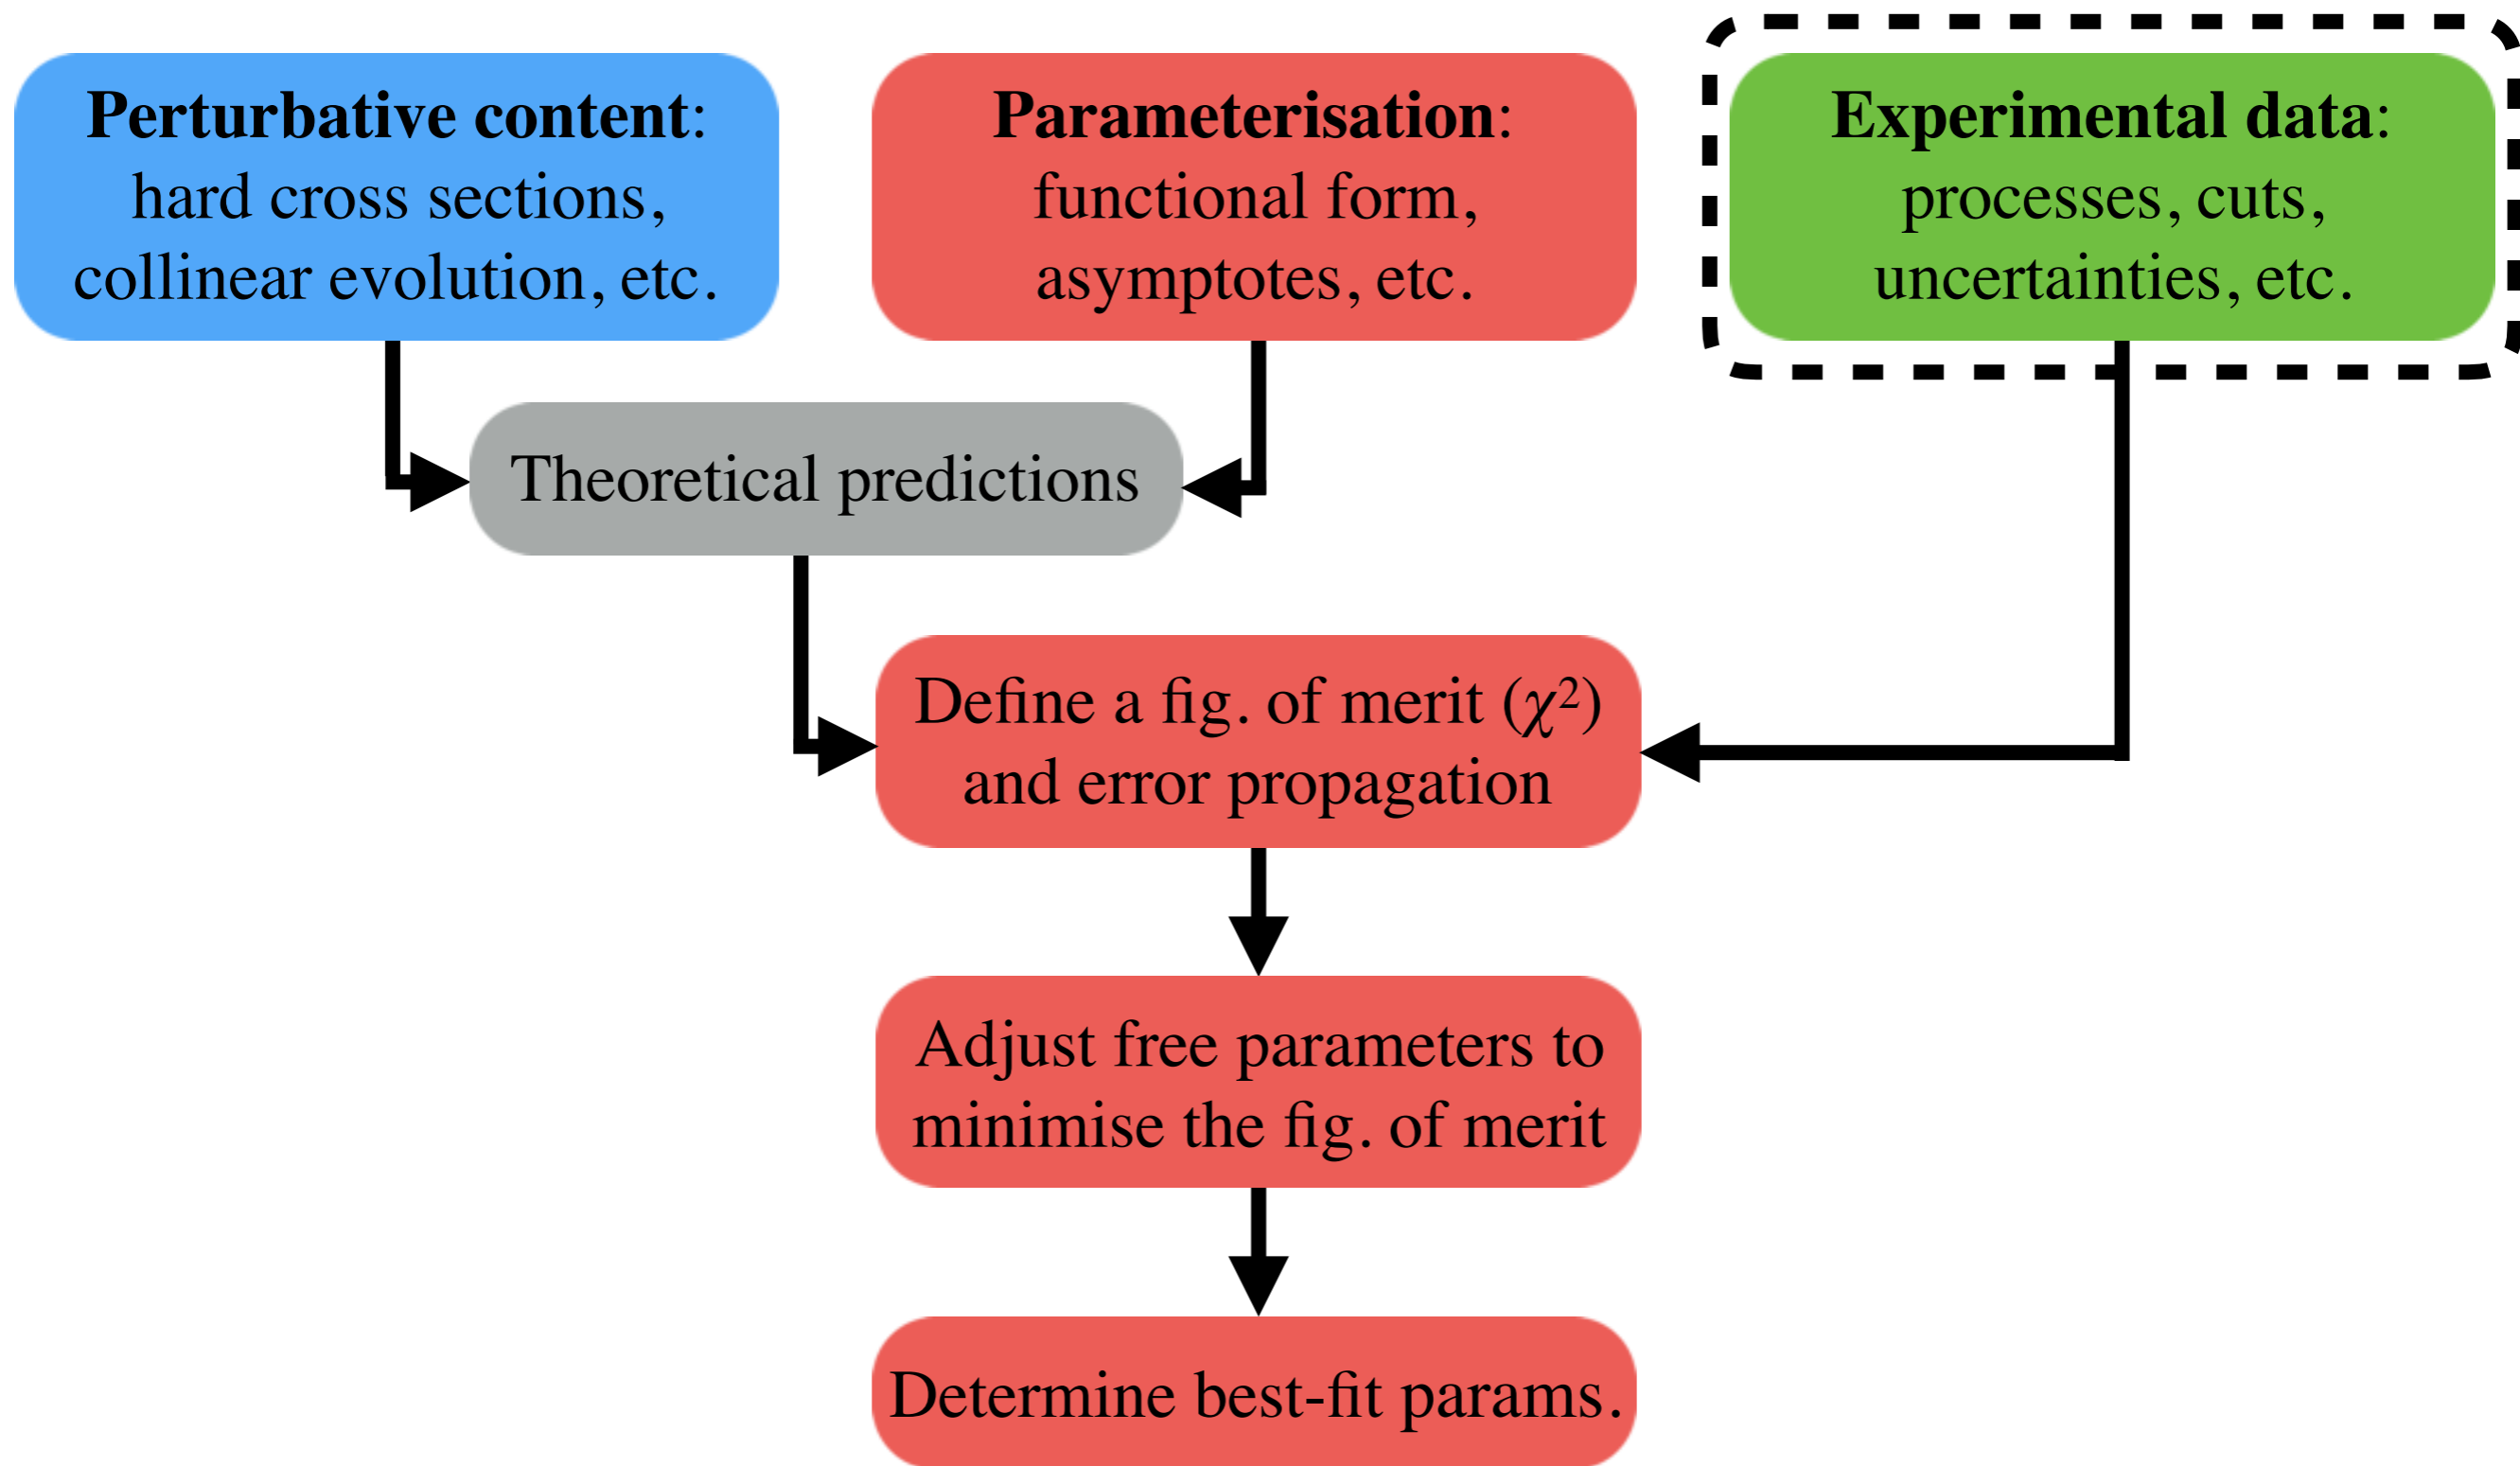 Perturbative content:
hard cross sections,
collinear evolution, etc.
Parameterisation:
functional form,
asymptotes, etc.
Experimental data:
processes, cuts,
uncertainties, etc.
Theoretical predictions
Define a fig. of merit (χ²)
and error propagation
Adjust free parameters to
minimise the fig. of merit
Determine best-fit params.